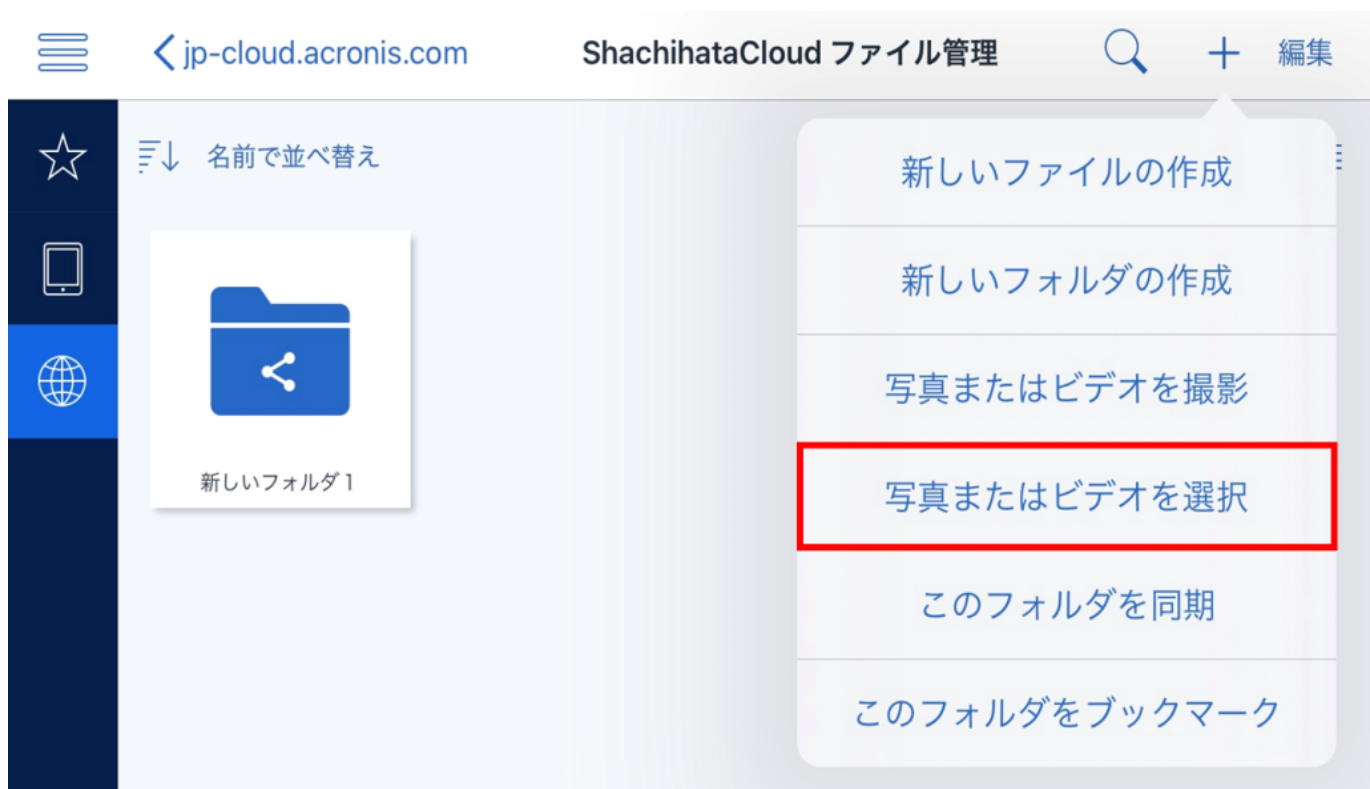 jp-cloud.acronis.com
ShachihataCloud ファイル管理
編集
名前で並べ替え
新しいファイルの作成
新しいフォルダの作成
写真またはビデオを撮影
新しいフォルダ 1
写真またはビデオを選択
このフォルダを同期
このフォルダをブックマーク